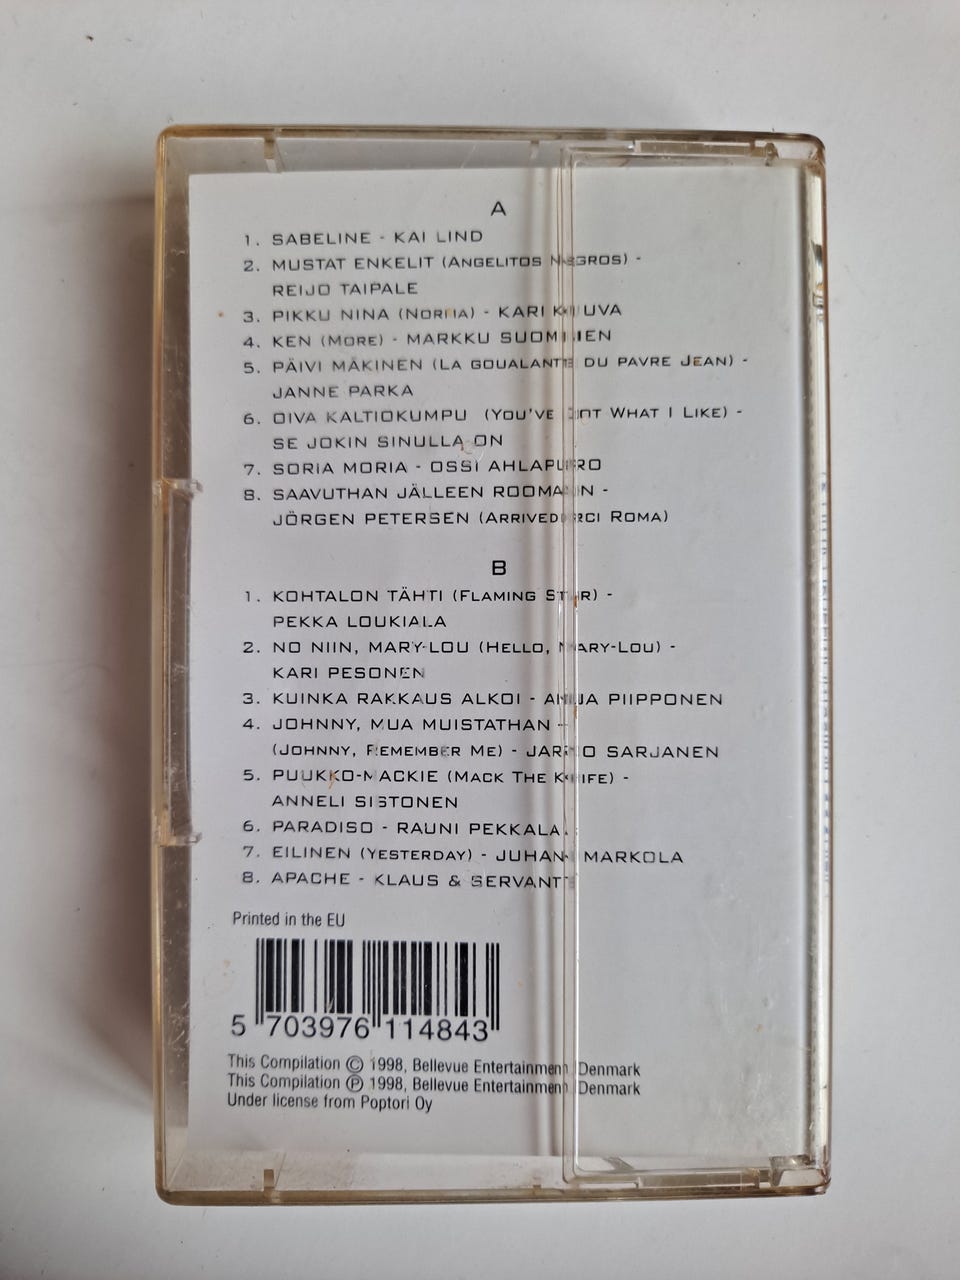 A
1. SABELINE - KAI LIND
2. MUSTAT ENKELIT (ANGELITOS NEGROS) -
REIJO TAIPALE
3. PIKKU NINA (NORMA) - KARI KUUVA
4. KEN (MORE) - MARKKU SUOMINEN
5. PÄIVI MÄKINEN (LA GOUALANTE DU PAVRE JEAN) -
JANNE PARKA
6. OIVA KALTIOKUMPU (YOU'VE GOT WHAT I LIKE) -
SE JOKIN SINULLA ON
7. SORIA MORIA - OSSI AHLAPURO
8. SAAVUTHAN JÄLLEEN ROOMAAN -
JÖRGEN PETERSEN (ARRIVEDERCI ROMA)
B
1. KOHTALON TÄHTI (FLAMING STAR) -
PEKKA LOUKIALA
2. NO NIIN, MARY-LOU (HELLO, MARY-LOU) -
KARI PESONEN
3. KUINKA RAKKAUS ALKOI - ANJA PIIPPONEN
4. JOHNNY, MUA MUISTATHAN -
(JOHNNY, REMEMBER ME) - JARNO SARJANEN
5. PUUKKO-MACKIE (MACK THE KNIFE) -
ANNELI SISTONEN
6. PARADISO - RAUNI PEKKALA
7. EILINEN (YESTERDAY) - JUHANI MARKOLA
8. APACHE - KLAUS & SERVANTIT
Printed in the EU
5 703976 114843
This Compilation © 1998, Bellevue Entertainment Denmark
This Compilation ℗ 1998, Bellevue Entertainment Denmark
Under license from Poptori Oy